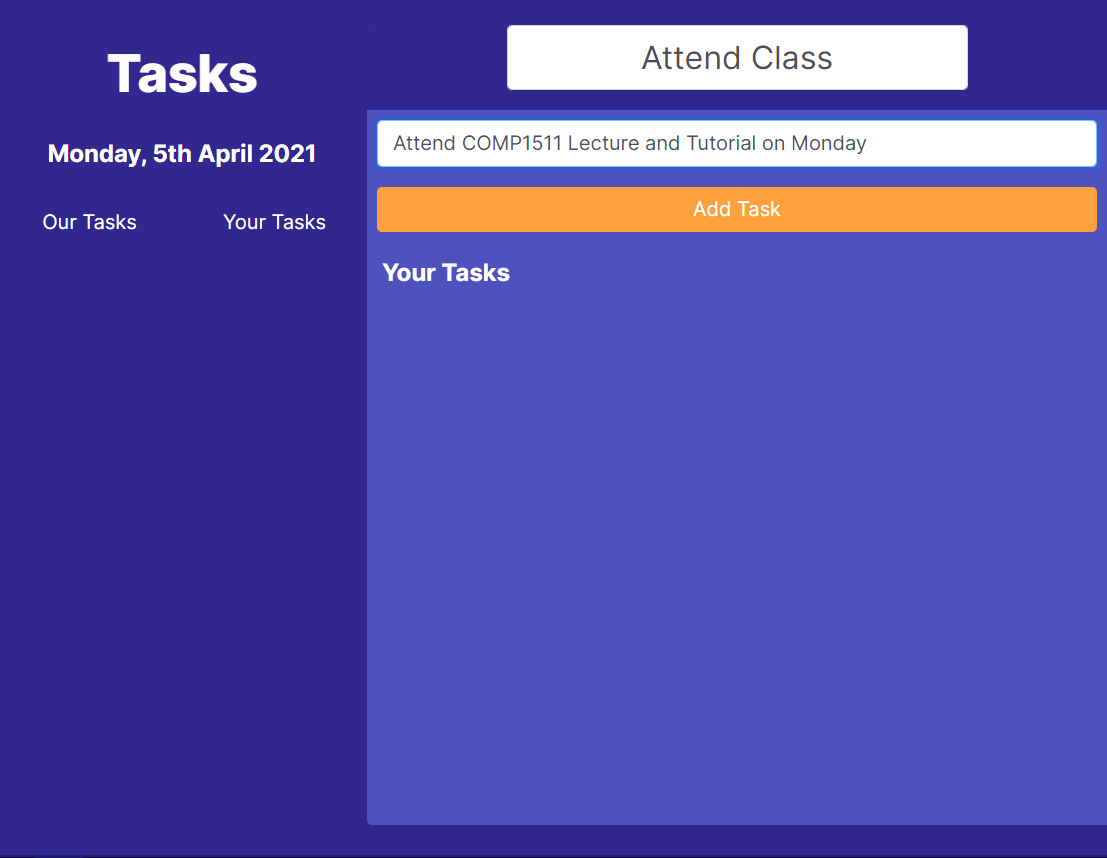 Tasks
Monday, 5th April 2021
Our Tasks
Your Tasks
Attend Class
Attend COMP1511 Lecture and Tutorial on Monday
Add Task
Your Tasks